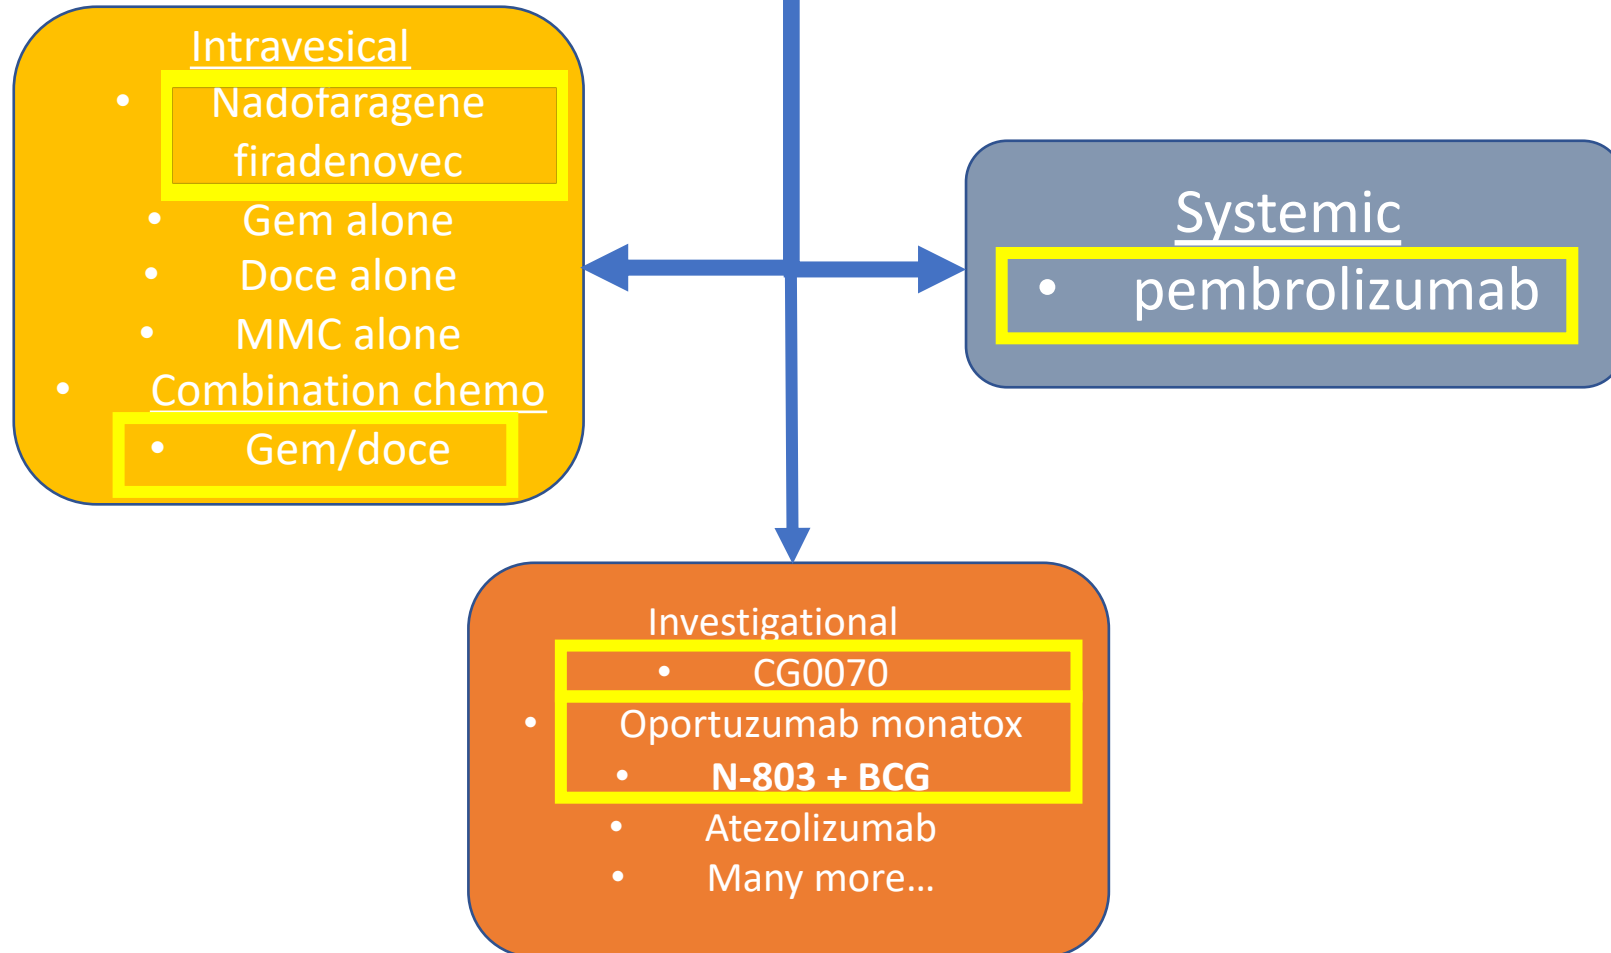 Intravesical
• Nadofaragene
firadenovec
• Gem alone
• Doce alone
• MMC alone
• Combination chemo
• Gem/doce
Systemic
• pembrolizumab
Investigational
• CG0070
• Oportuzumab monatox
• N-803 + BCG
• Atezolizumab
• Many more...